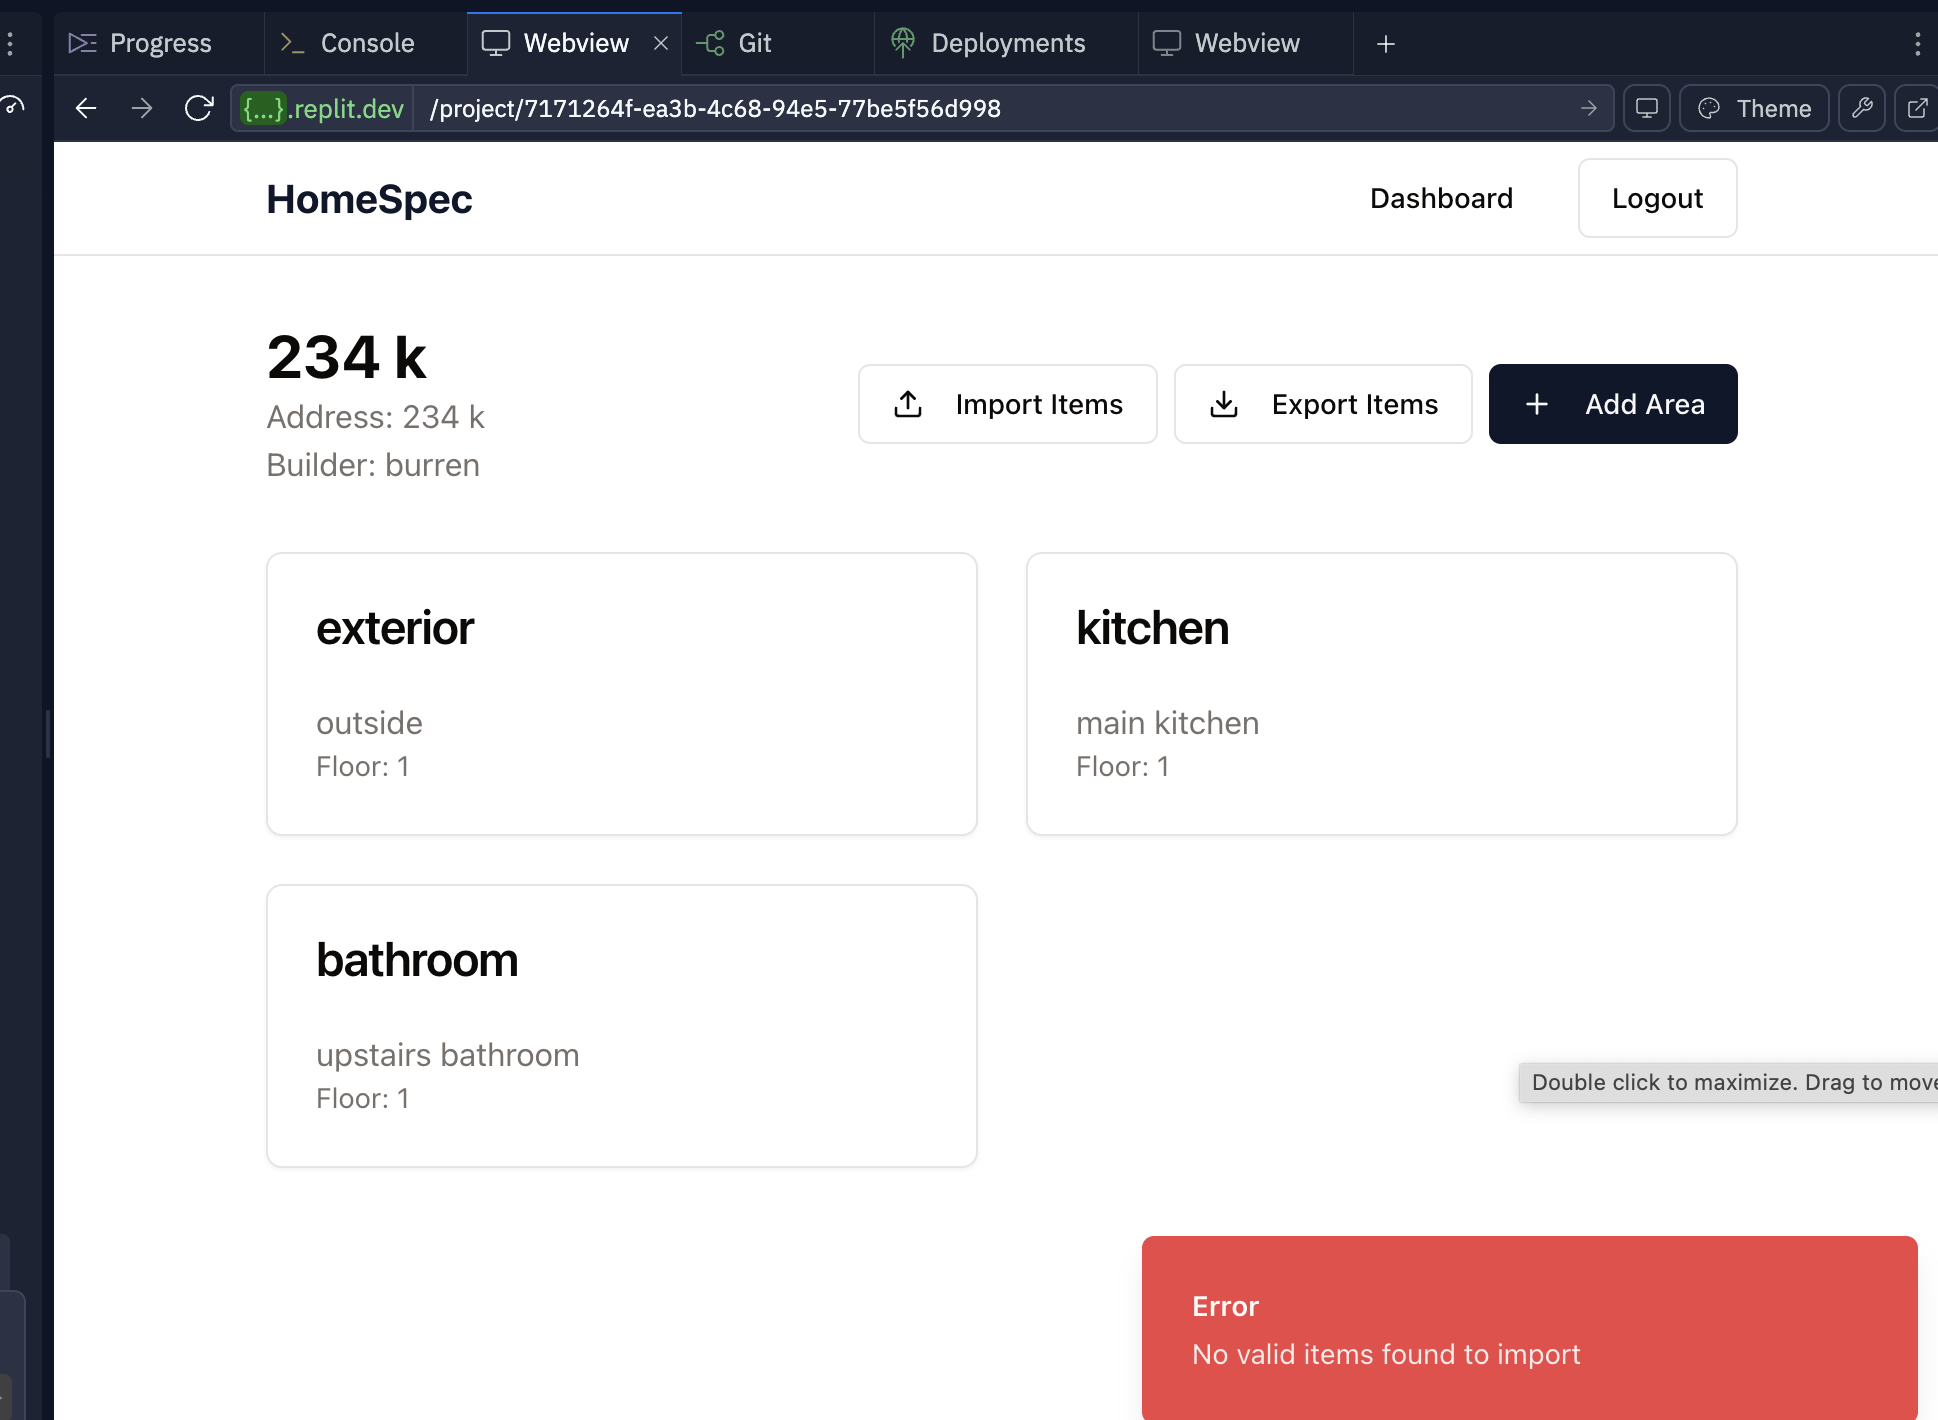 Progress
Console
Webview
Git
Deployments
Webview
{...}.replit.dev
/project/7171264f-ea3b-4c68-94e5-77be5f56d998
Theme
HomeSpec
Dashboard
Logout
234 k
Address: 234 k
Builder: burren
Import Items
Export Items
Add Area
exterior
outside
Floor: 1
kitchen
main kitchen
Floor: 1
bathroom
upstairs bathroom
Floor: 1
Double click to maximize. Drag to move
Error
No valid items found to import